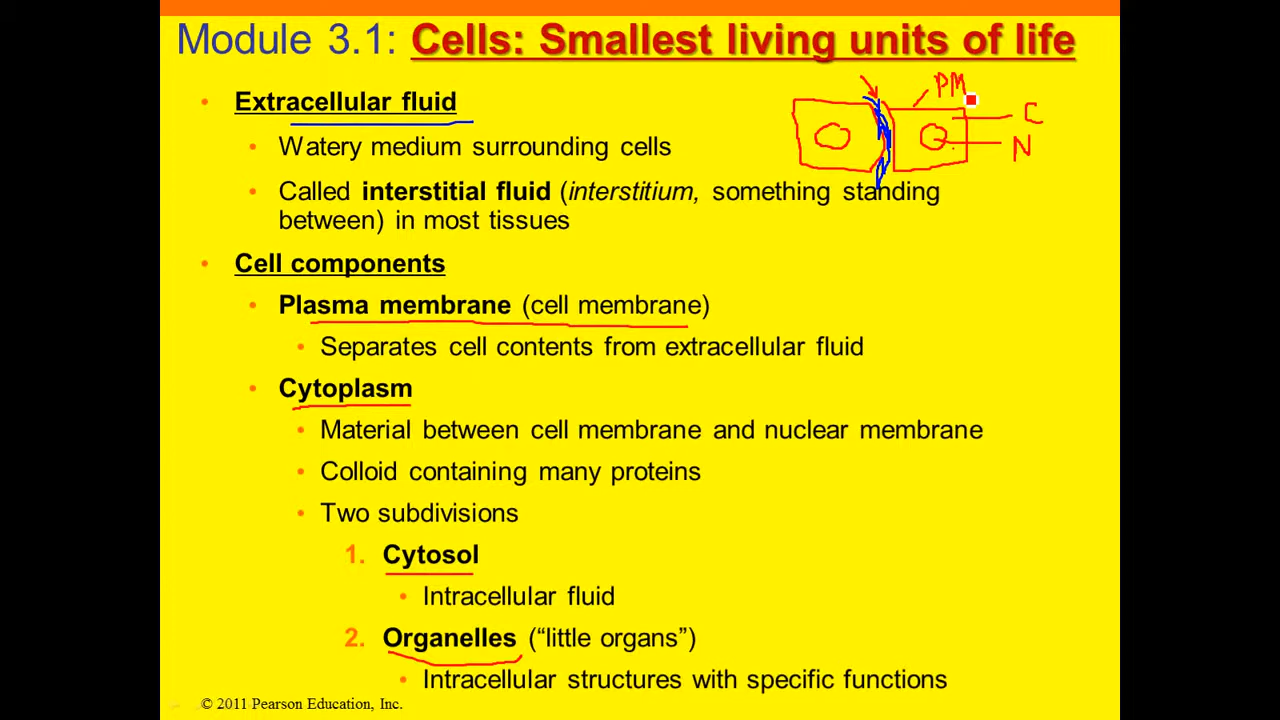 Module 3.1: Cells: Smallest living units of life
PM
C
N
• Extracellular fluid
• Watery medium surrounding cells
• Called interstitial fluid (interstitium, something standing
between) in most tissues
• Cell components
• Plasma membrane (cell membrane)
• Separates cell contents from extracellular fluid
• Cytoplasm
• Material between cell membrane and nuclear membrane
• Colloid containing many proteins
• Two subdivisions
1. Cytosol
• Intracellular fluid
2. Organelles (“little organs”)
• Intracellular structures with specific functions
© 2011 Pearson Education, Inc.